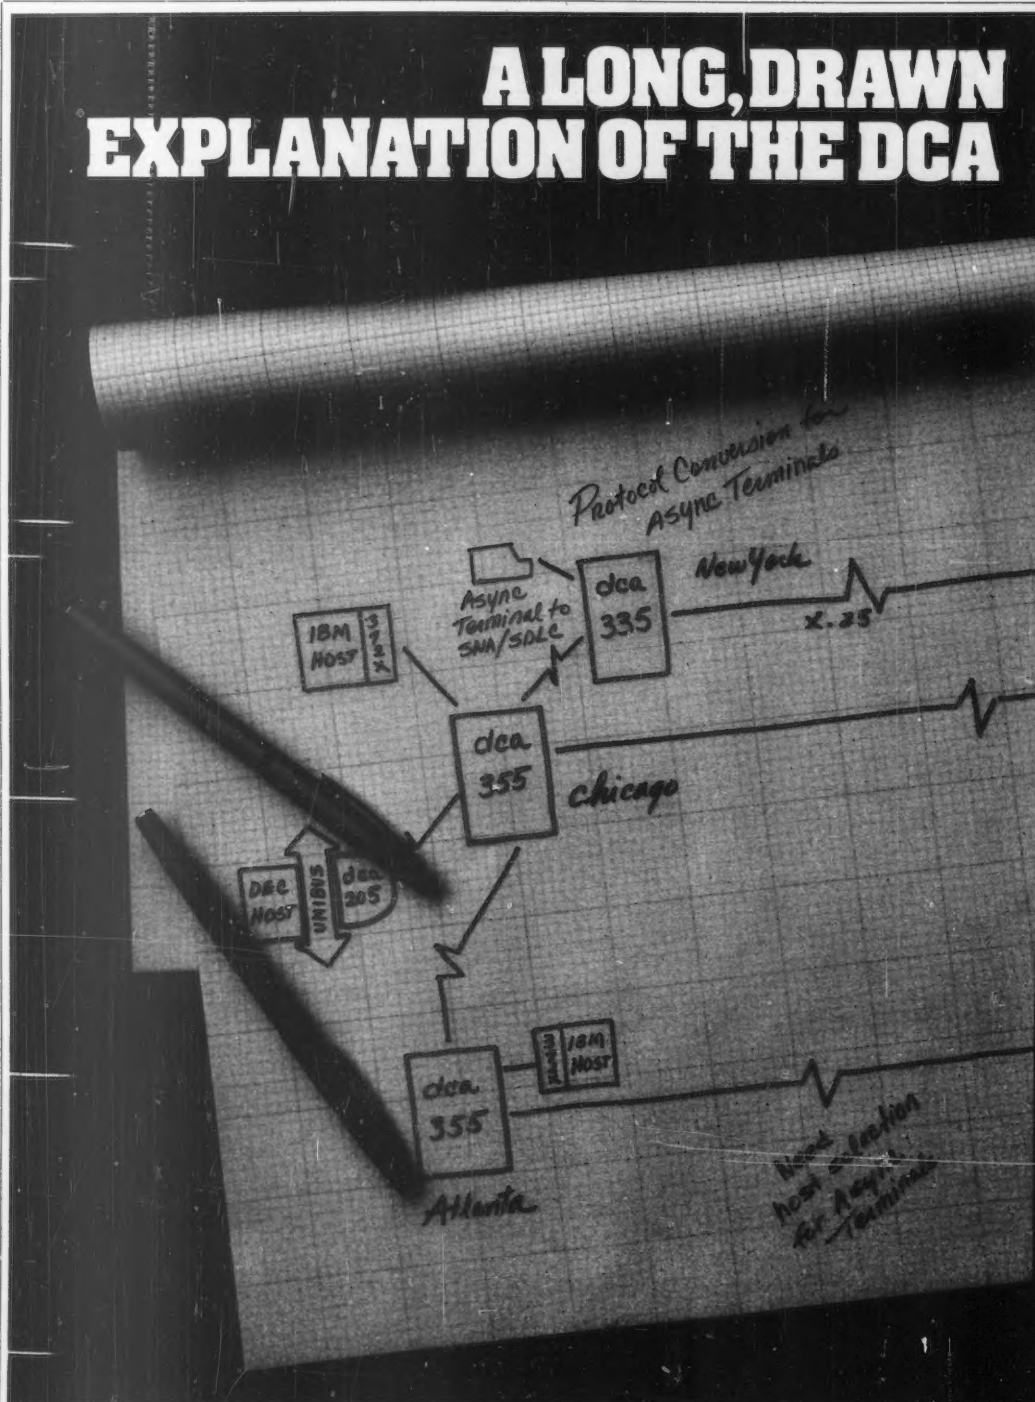 A LONG, DRAWN
EXPLANATION OF THE DCA
Protocol Conversion for
Async Terminals
Async
Terminal to
SNA/SDLC
dca
335
New York
X.25
IBM
HOST
372X
dca
355
Chicago
DEC
HOST
UNIBUS
dca
205
dca
355
IBM
HOST
Atlanta
Need
host selection
for Async
Terminals